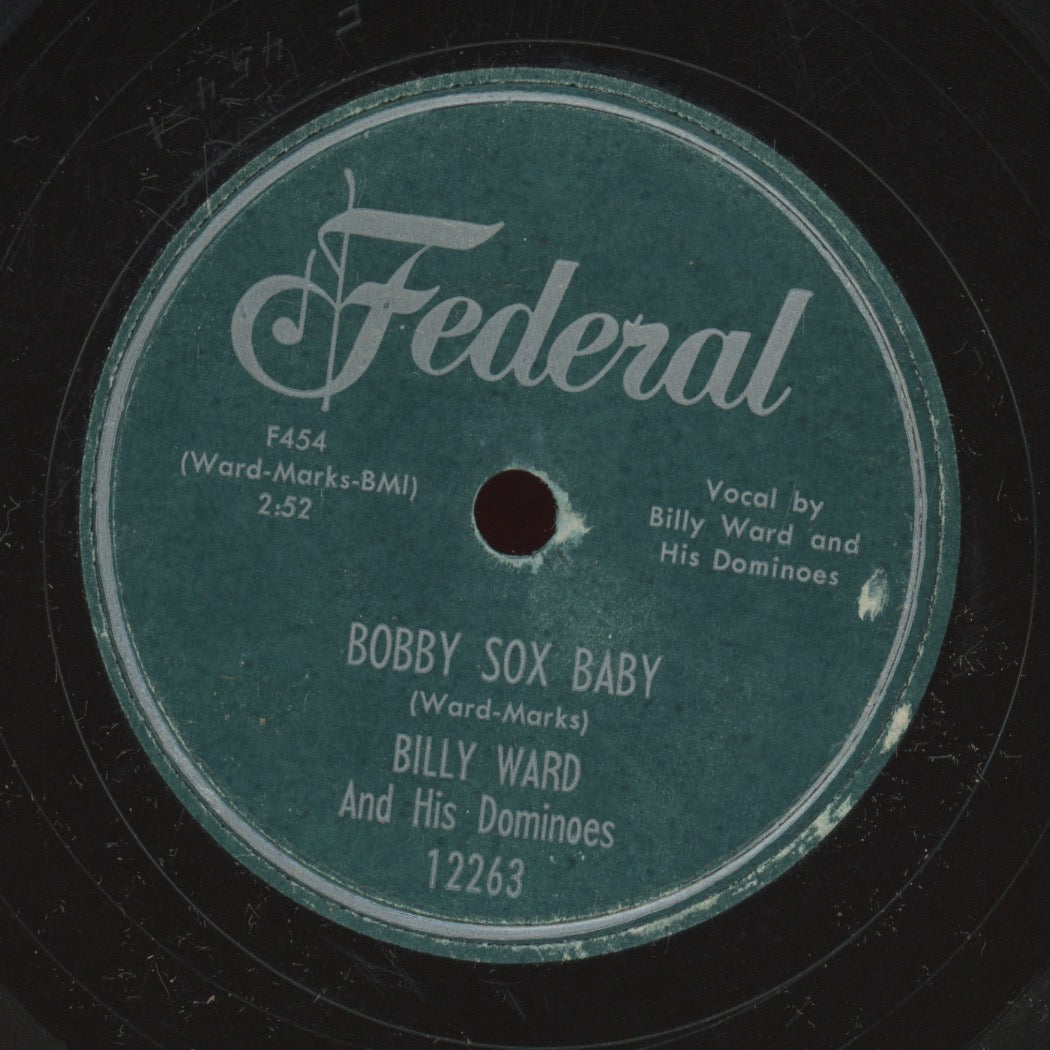 Federal
F454
(Ward-Marks-BMI)
2:52
Vocal by
Billy Ward and
His Dominoes
BOBBY SOX BABY
(Ward-Marks)
BILLY WARD
And His Dominoes
12263